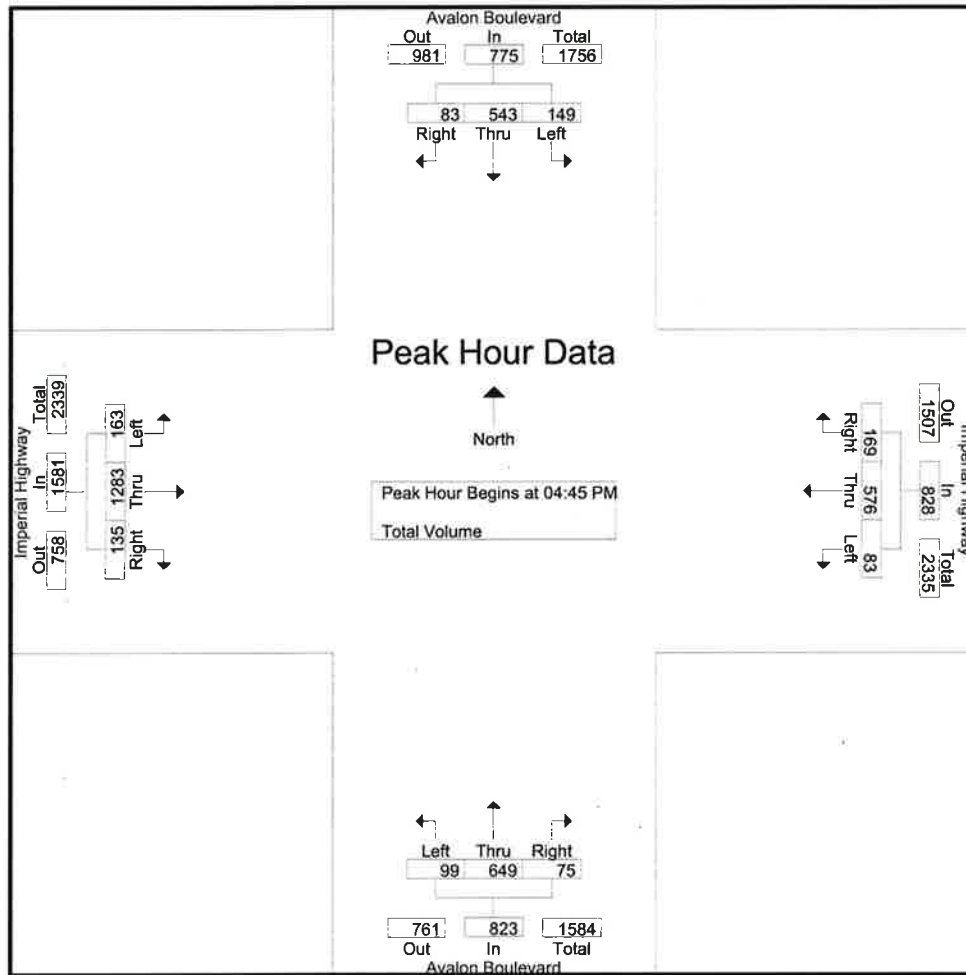 Avalon Boulevard
Out In Total
981 775 1756
83 543 149
Right Thru Left
Peak Hour Data
North
Peak Hour Begins at 04:45 PM
Total Volume
Imperial Highway
Total In Out
2339 1581 758
163 1283 135
Left Thru Right
Right Thru Left
169 576 83
1507 828 2335
Out In Total
Imperial Highway
Left Thru Right
99 649 75
761 823 1584
Out In Total
Avalon Boulevard